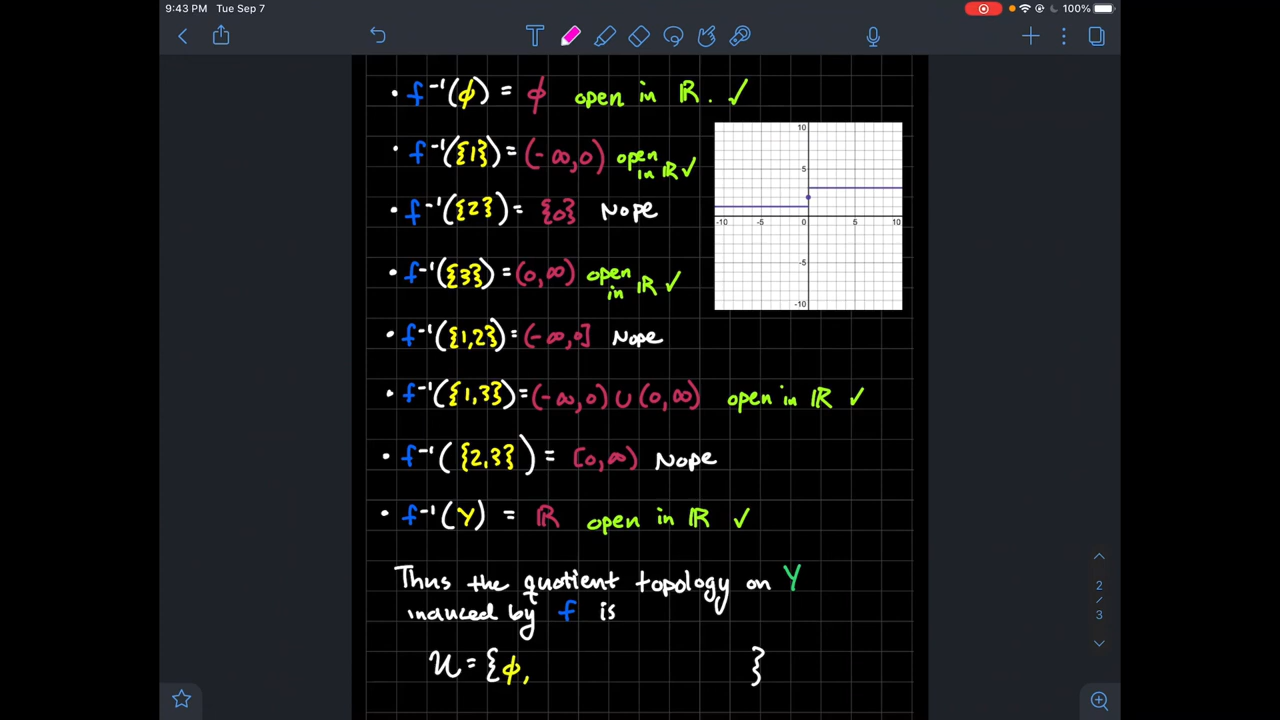 9:43 PM Tue Sep 7
100%
T
• f⁻¹(ϕ) = ϕ open in ℝ. ✓
• f⁻¹({1}) = (-∞,0) open in ℝ ✓
• f⁻¹({2}) = {0} Nope
• f⁻¹({3}) = (0,∞) open in ℝ ✓
• f⁻¹({1,2}) = (-∞,0] Nope
• f⁻¹({1,3}) = (-∞,0) ∪ (0,∞) open in ℝ ✓
• f⁻¹({2,3}) = [0,∞) Nope
• f⁻¹(Y) = ℝ open in ℝ ✓
10
5
-10 -5 0 5 10
-5
-10
Thus the quotient topology on Y
induced by f is
𝒰 = {ϕ, }
2
/
3